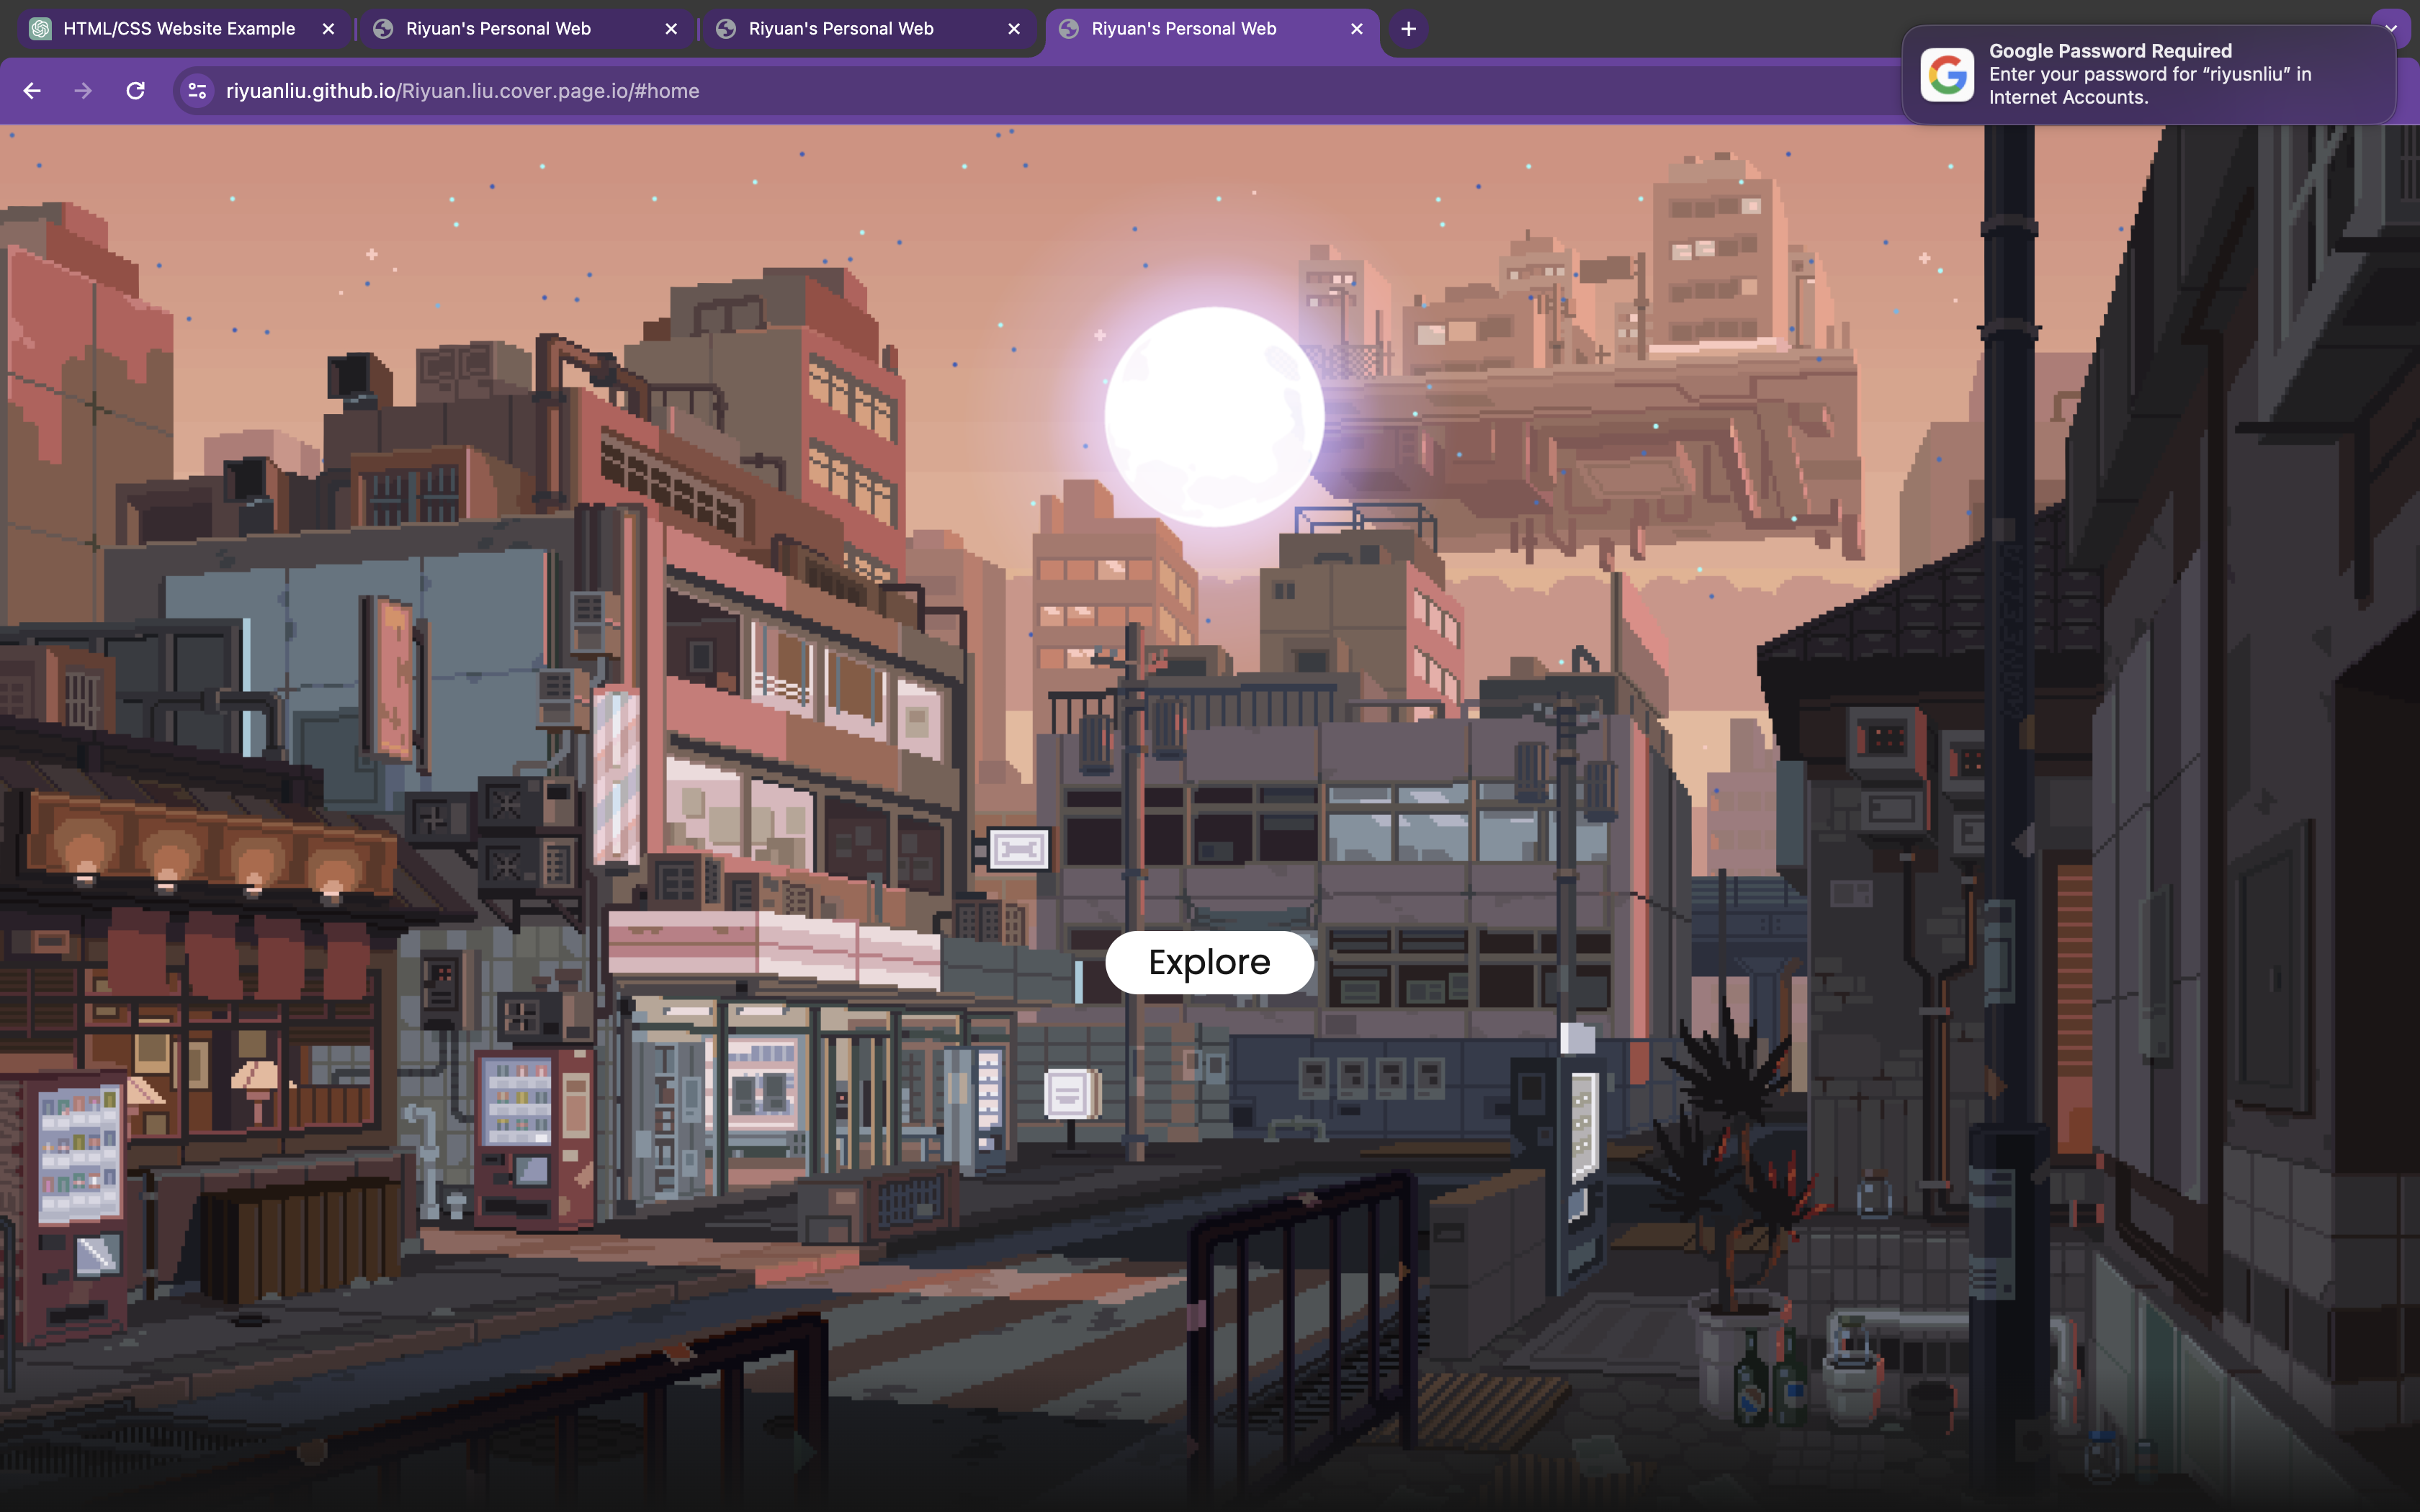 HTML/CSS Website Example
Riyuan's Personal Web
Riyuan's Personal Web
Riyuan's Personal Web
riyuanliu.github.io/Riyuan.liu.cover.page.io/#home
Google Password Required
Enter your password for “riyusnliu” in
Internet Accounts.
Explore